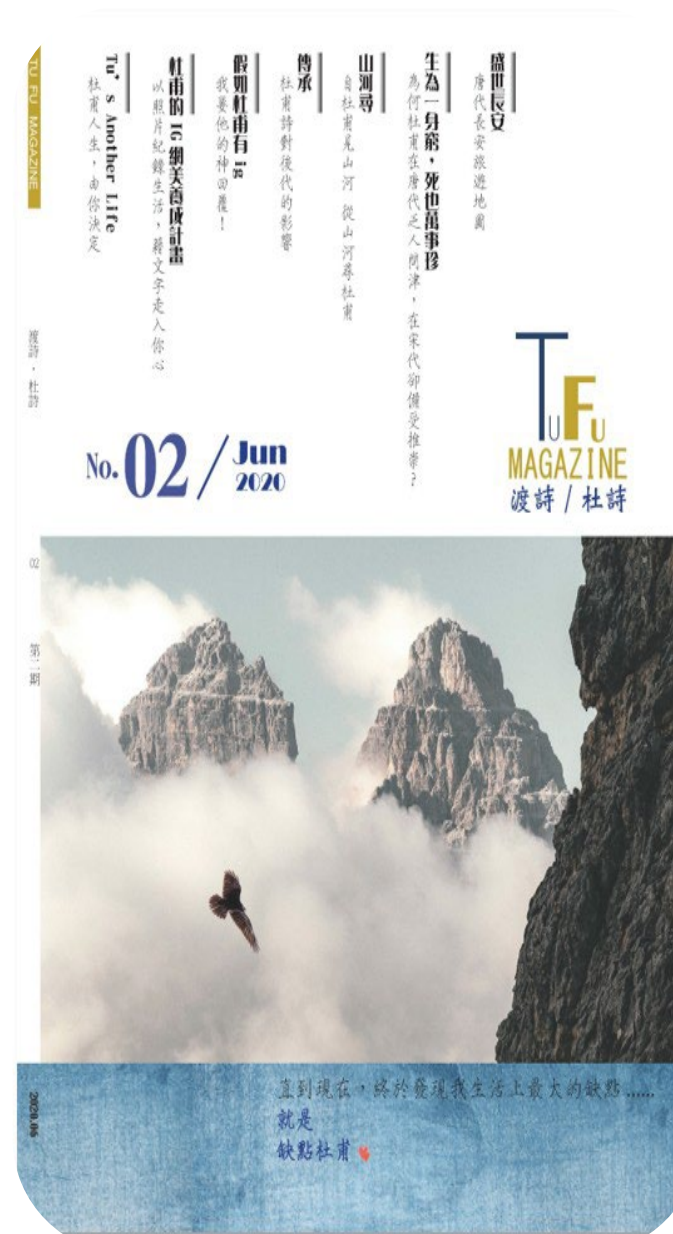 盛世長安
唐代長安旅遊地圖
生為一身窮，死也萬事珍
為何杜甫在唐代乏人問津，在宋代卻備受推崇？
山河尋
自杜甫見山河 從山河尋杜甫
傳承
杜甫詩對後代的影響
假如杜甫有 ig
我要他的神回覆！
杜甫的 IG 網美養成計畫
以照片紀錄生活，藉文字走入你心
Tu’s Another Life
杜甫人生，由你決定
TU FU MAGAZINE
渡詩．杜詩
02
第二期
2020.06
No. 02 / Jun 2020
TU FU
MAGAZINE
渡詩 / 杜詩
直到現在，終於發現我生活上最大的缺點......
就是
缺點杜甫